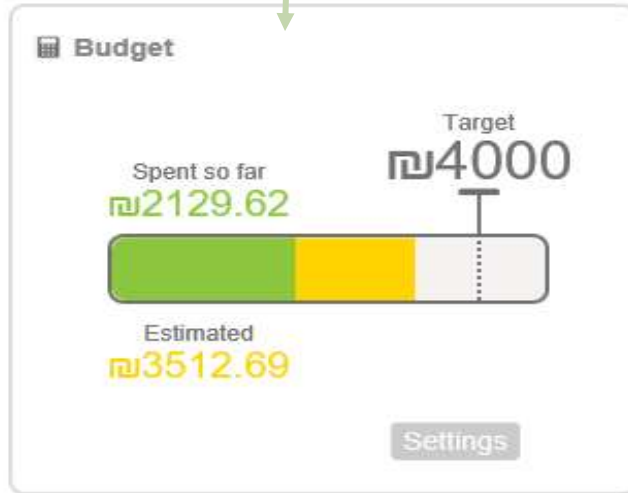 Budget
Target
₪4000
Spent so far
₪2129.62
Estimated
₪3512.69
Settings